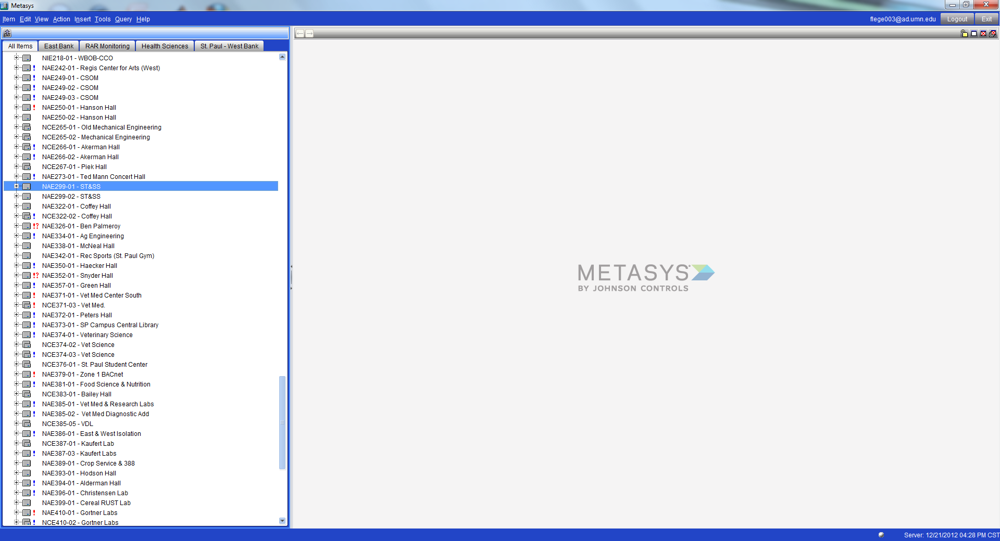 Metasys
Item Edit View Action Insert Tools Query Help
flege003@ad.umn.edu Logout Exit
All Items East Bank RAR Monitoring Health Sciences St. Paul - West Bank
NIE218-01 - WBOB-CCO
NAE242-01 - Regis Center for Arts (West)
NAE249-01 - CSOM
NAE249-02 - CSOM
NAE249-03 - CSOM
NAE250-01 - Hanson Hall
NAE250-02 - Hanson Hall
NCE265-01 - Old Mechanical Engineering
NCE265-02 - Mechanical Engineering
NCE266-01 - Akerman Hall
NAE266-02 - Akerman Hall
NCE267-01 - Piek Hall
NAE273-01 - Ted Mann Concert Hall
NAE299-01 - ST&SS
NAE299-02 - ST&SS
NAE322-01 - Coffey Hall
NCE322-02 - Coffey Hall
NAE326-01 - Ben Palmeroy
NAE334-01 - Ag Engineering
NAE338-01 - McNeal Hall
NAE342-01 - Rec Sports (St. Paul Gym)
NAE350-01 - Haecker Hall
NAE352-01 - Snyder Hall
NAE357-01 - Green Hall
NAE371-01 - Vet Med Center South
NCE371-03 - Vet Med.
NAE372-01 - Peters Hall
NAE373-01 - SP Campus Central Library
NAE374-01 - Veterinary Science
NCE374-02 - Vet Science
NCE374-03 - Vet Science
NCE376-01 - St. Paul Student Center
NAE379-01 - Zone 1 BACnet
NAE381-01 - Food Science & Nutrition
NCE383-01 - Bailey Hall
NAE385-01 - Vet Med & Research Labs
NAE385-02 - Vet Med Diagnostic Add
NCE385-05 - VDL
NAE386-01 - East & West Isolation
NCE387-01 - Kaufert Lab
NAE387-03 - Kaufert Labs
NAE389-01 - Crop Service & 388
NAE393-01 - Hodson Hall
NAE394-01 - Alderman Hall
NAE396-01 - Christensen Lab
NAE399-01 - Cereal RUST Lab
NAE410-01 - Gortner Labs
NCE410-02 - Gortner Labs
METASYS
BY JOHNSON CONTROLS
Server: 12/21/2012 04:28 PM CST